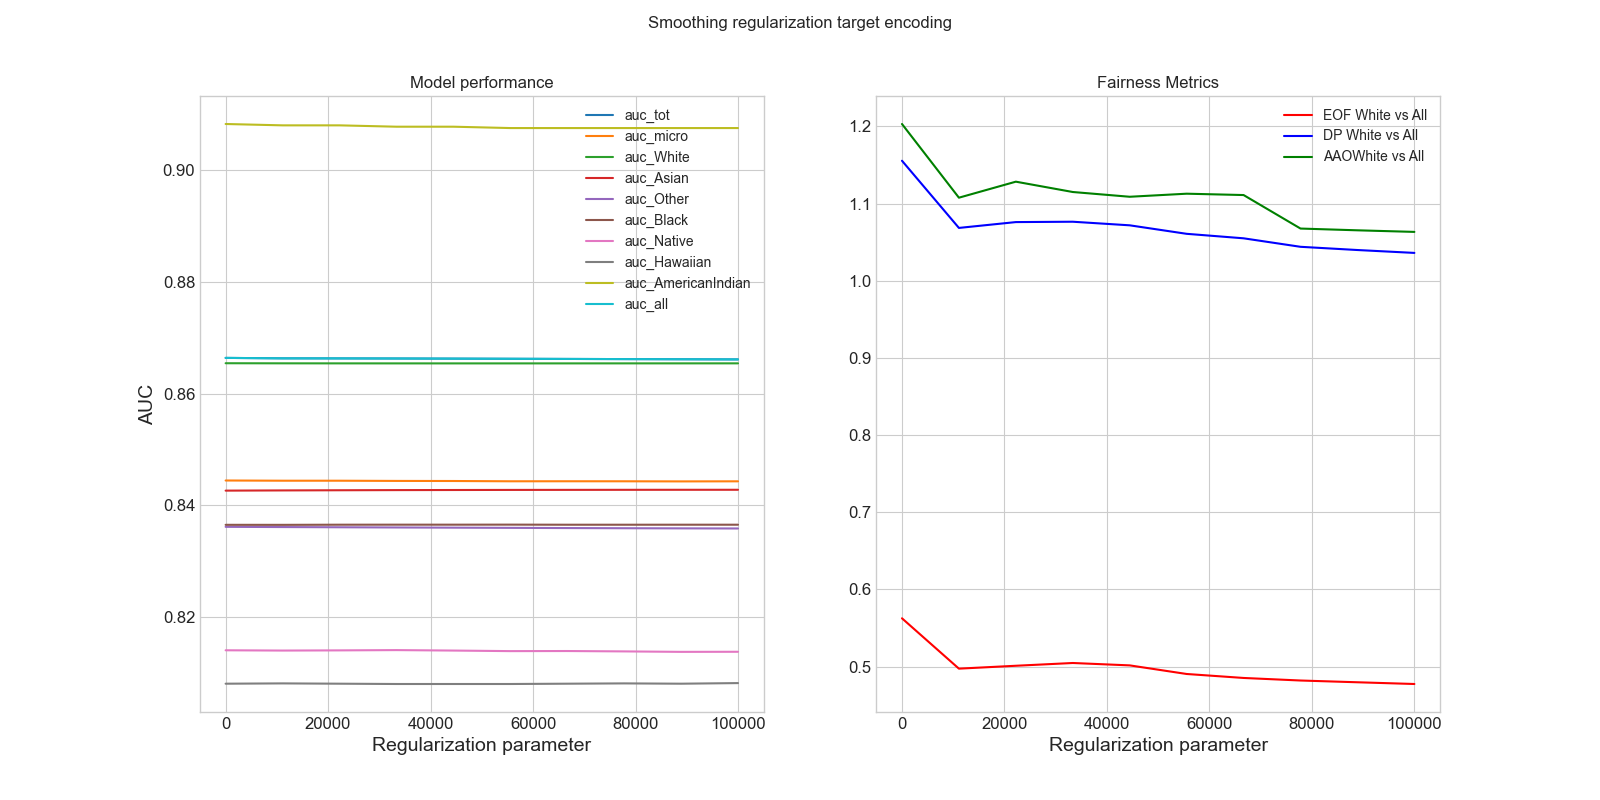 Smoothing regularization target encoding
Model performance
auc_tot
auc_micro
auc_White
auc_Asian
auc_Other
auc_Black
auc_Native
auc_Hawaiian
auc_AmericanIndian
auc_all
AUC
0.90
0.88
0.86
0.84
0.82
0 20000 40000 60000 80000 100000
Regularization parameter
Fairness Metrics
EOF White vs All
DP White vs All
AAOWhite vs All
1.2
1.1
1.0
0.9
0.8
0.7
0.6
0.5
0 20000 40000 60000 80000 100000
Regularization parameter